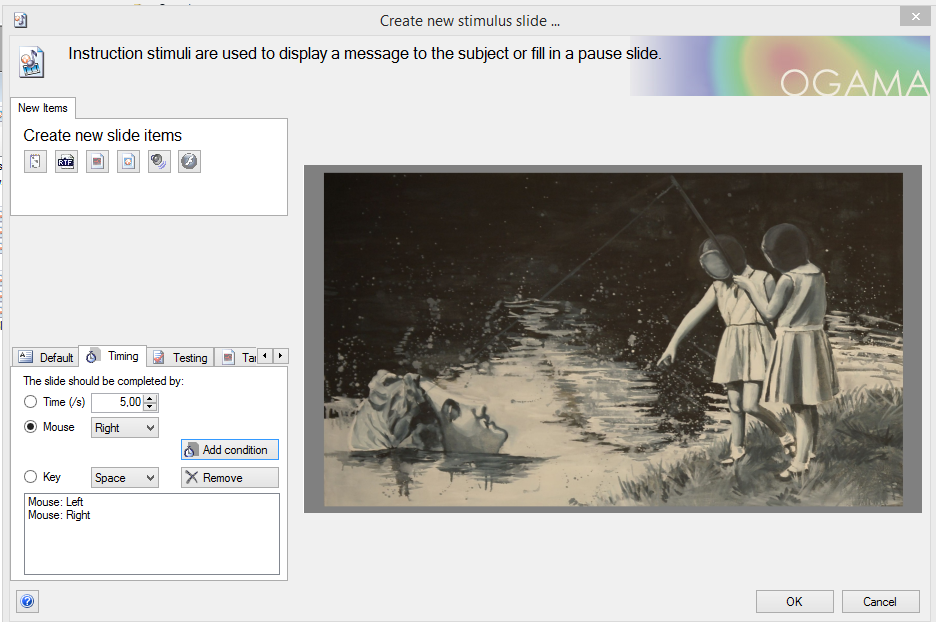 Create new stimulus slide ...
Instruction stimuli are used to display a message to the subject or fill in a pause slide.
OGAMA
New Items
Create new slide items
RTF
Default
Timing
Testing
Tar
The slide should be completed by:
Time (/s)
5,00
Mouse
Right
Add condition
Key
Space
Remove
Mouse: Left
Mouse: Right
OK
Cancel